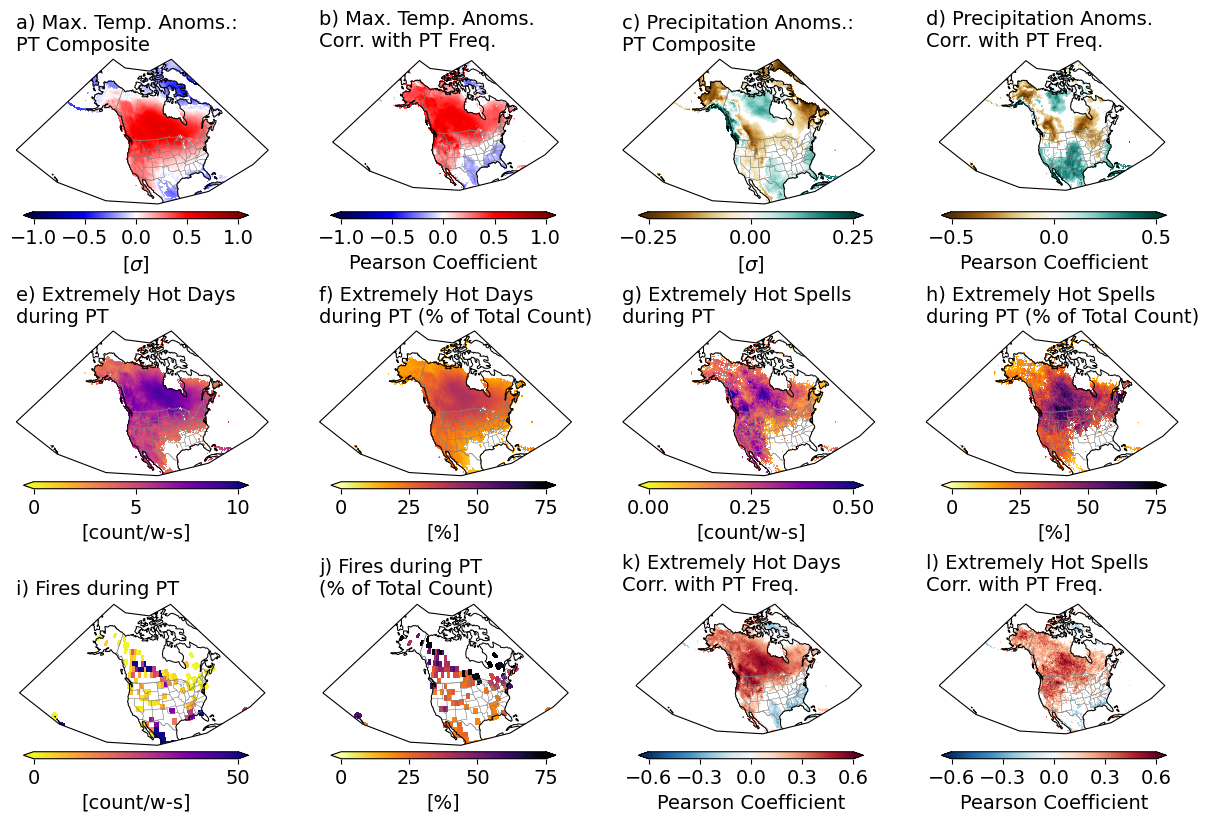 a) Max. Temp. Anoms.:
PT Composite
b) Max. Temp. Anoms.
Corr. with PT Freq.
c) Precipitation Anoms.:
PT Composite
d) Precipitation Anoms.
Corr. with PT Freq.
−1.0 −0.5 0.0 0.5 1.0
[σ]
−1.0 −0.5 0.0 0.5 1.0
Pearson Coefficient
−0.25 0.00 0.25
[σ]
−0.5 0.0 0.5
Pearson Coefficient
e) Extremely Hot Days
during PT
f) Extremely Hot Days
during PT (% of Total Count)
g) Extremely Hot Spells
during PT
h) Extremely Hot Spells
during PT (% of Total Count)
0 5 10
[count/w-s]
0 25 50 75
[%]
0.00 0.25 0.50
[count/w-s]
0 25 50 75
[%]
i) Fires during PT
j) Fires during PT
(% of Total Count)
k) Extremely Hot Days
Corr. with PT Freq.
l) Extremely Hot Spells
Corr. with PT Freq.
0 50
[count/w-s]
0 25 50 75
[%]
−0.6 −0.3 0.0 0.3 0.6
Pearson Coefficient
−0.6 −0.3 0.0 0.3 0.6
Pearson Coefficient